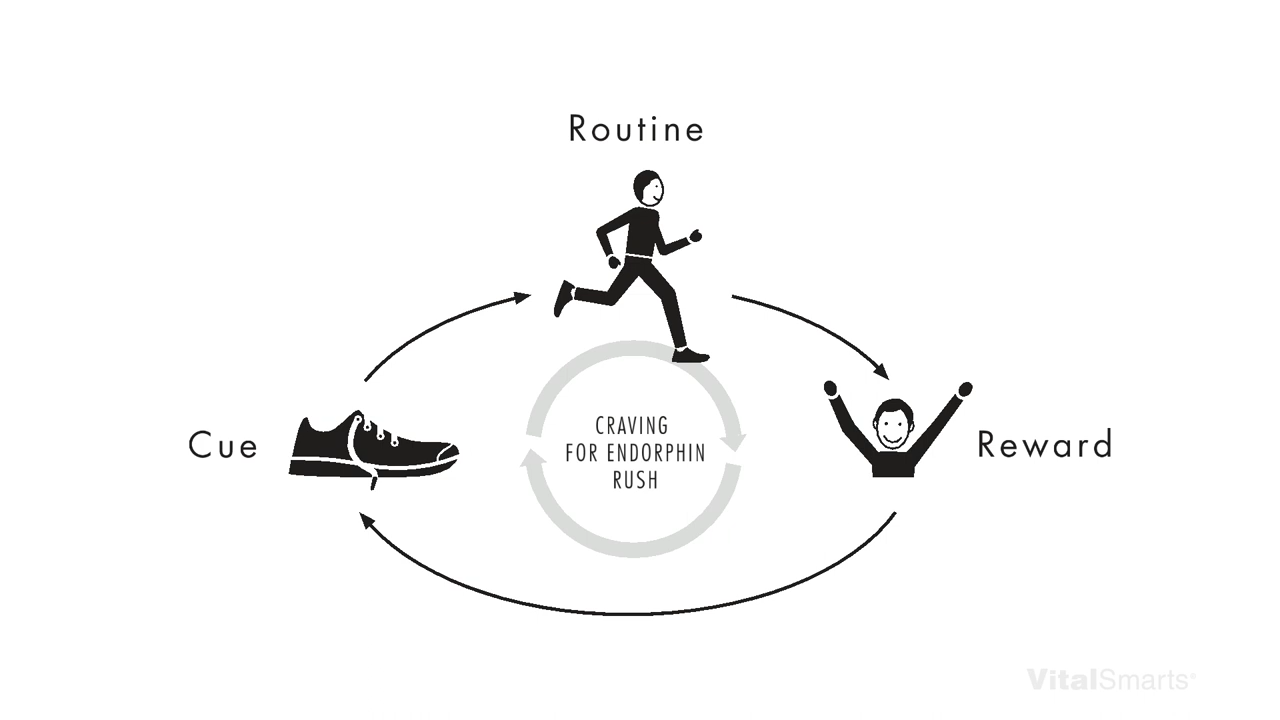 Routine
Cue
CRAVING
FOR ENDORPHIN
RUSH
Reward
VitalSmarts®